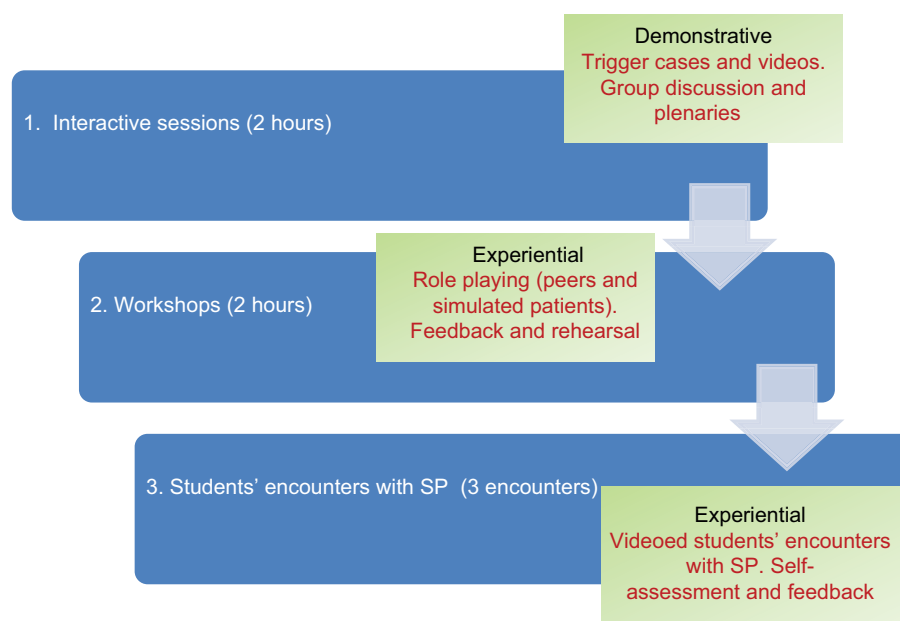 Demonstrative
Trigger cases and videos.
Group discussion and
plenaries
1. Interactive sessions (2 hours)
Experiential
Role playing (peers and
simulated patients).
Feedback and rehearsal
2. Workshops (2 hours)
3. Students’ encounters with SP (3 encounters)
Experiential
Videoed students’ encounters
with SP. Self-
assessment and feedback